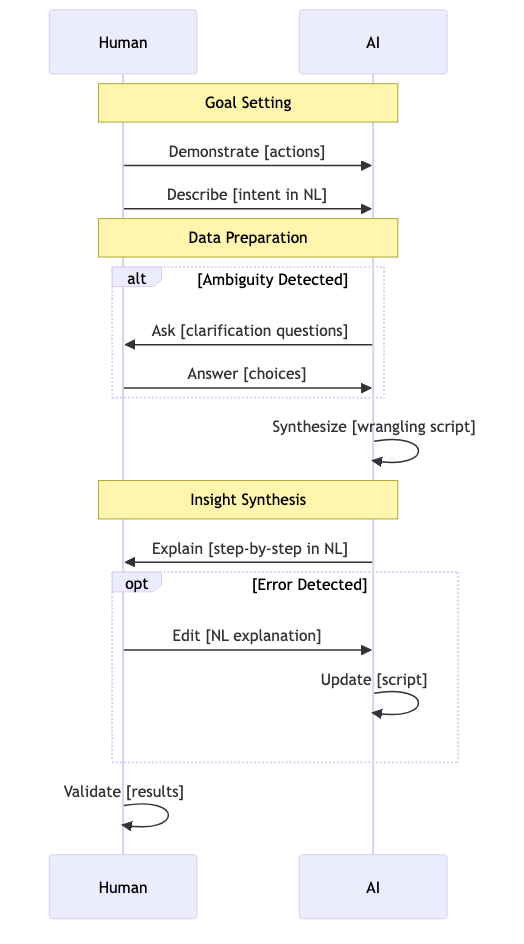 Human
AI
Goal Setting
Demonstrate [actions]
Describe [intent in NL]
Data Preparation
alt
[Ambiguity Detected]
Ask [clarification questions]
Answer [choices]
Synthesize [wrangling script]
Insight Synthesis
Explain [step-by-step in NL]
opt
[Error Detected]
Edit [NL explanation]
Update [script]
Validate [results]
Human
AI